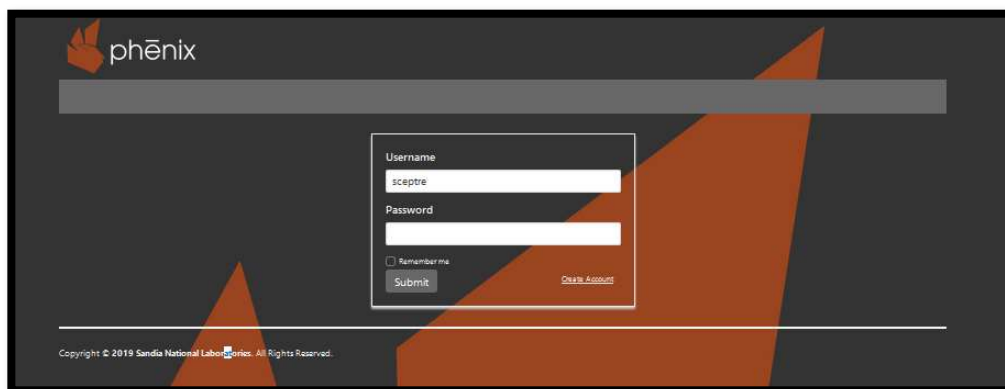 phēnix
Username
sceptre
Password
Remember me
Submit
Create Account
Copyright © 2019 Sandia National Laboratories. All Rights Reserved.